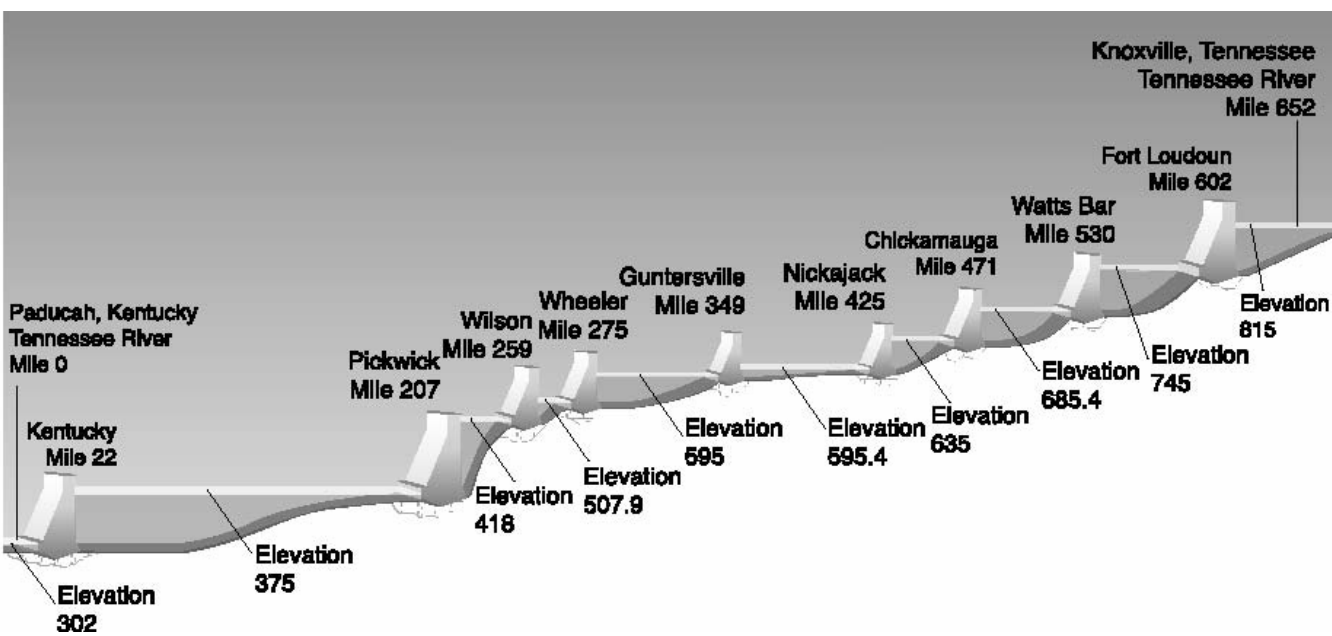 Paducah, Kentucky
Tennessee River
Mile 0
Kentucky
Mile 22
Pickwick
Mile 207
Wilson
Mile 259
Wheeler
Mile 275
Guntersville
Mile 349
Nickajack
Mile 425
Chickamauga
Mile 471
Watts Bar
Mile 530
Fort Loudoun
Mile 602
Knoxville, Tennessee
Tennessee River
Mile 652
Elevation
302
Elevation
375
Elevation
418
Elevation
507.9
Elevation
595
Elevation
595.4
Elevation
635
Elevation
685.4
Elevation
745
Elevation
815